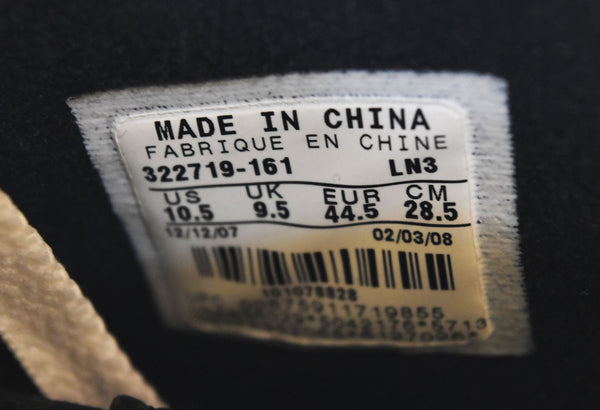 MADE IN CHINA
FABRIQUE EN CHINE
322719-161 LN3
US UK EUR CM
10.5 9.5 44.5 28.5
12/12/07 02/03/08
101078828